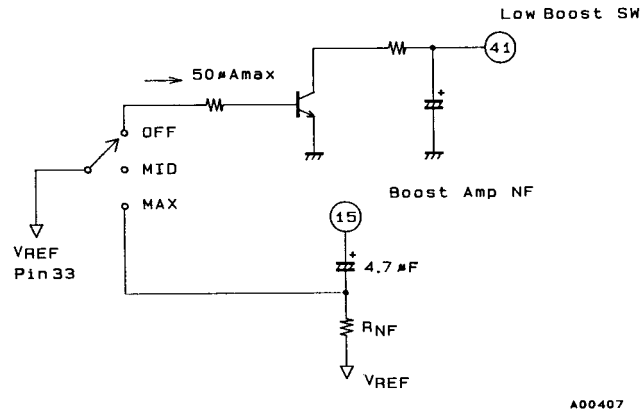 Low Boost SW
41
50μAmax
OFF
MID
MAX
VREF
Pin33
Boost Amp NF
15
+
4.7μF
RNF
VREF
+
A00407